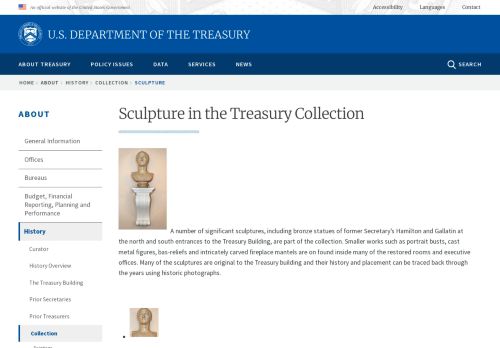 An official website of the United States Government
Accessibility Languages Contact
U.S. DEPARTMENT OF THE TREASURY
ABOUT TREASURY POLICY ISSUES DATA SERVICES NEWS SEARCH
HOME › ABOUT › HISTORY › COLLECTION › SCULPTURE
ABOUT
General Information
Offices
Bureaus
Budget, Financial
Reporting, Planning and
Performance
History
Curator
History Overview
The Treasury Building
Prior Secretaries
Prior Treasurers
Collection
Sculpture in the Treasury Collection
A number of significant sculptures, including bronze statues of former Secretary's Hamilton and Gallatin at
the north and south entrances to the Treasury Building, are part of the collection. Smaller works such as portrait busts, cast
metal figures, bas-reliefs and intricately carved fireplace mantels are on found inside many of the restored rooms and executive
offices. Many of the sculptures are original to the Treasury building and their history and placement can be traced back through
the years using historic photographs.